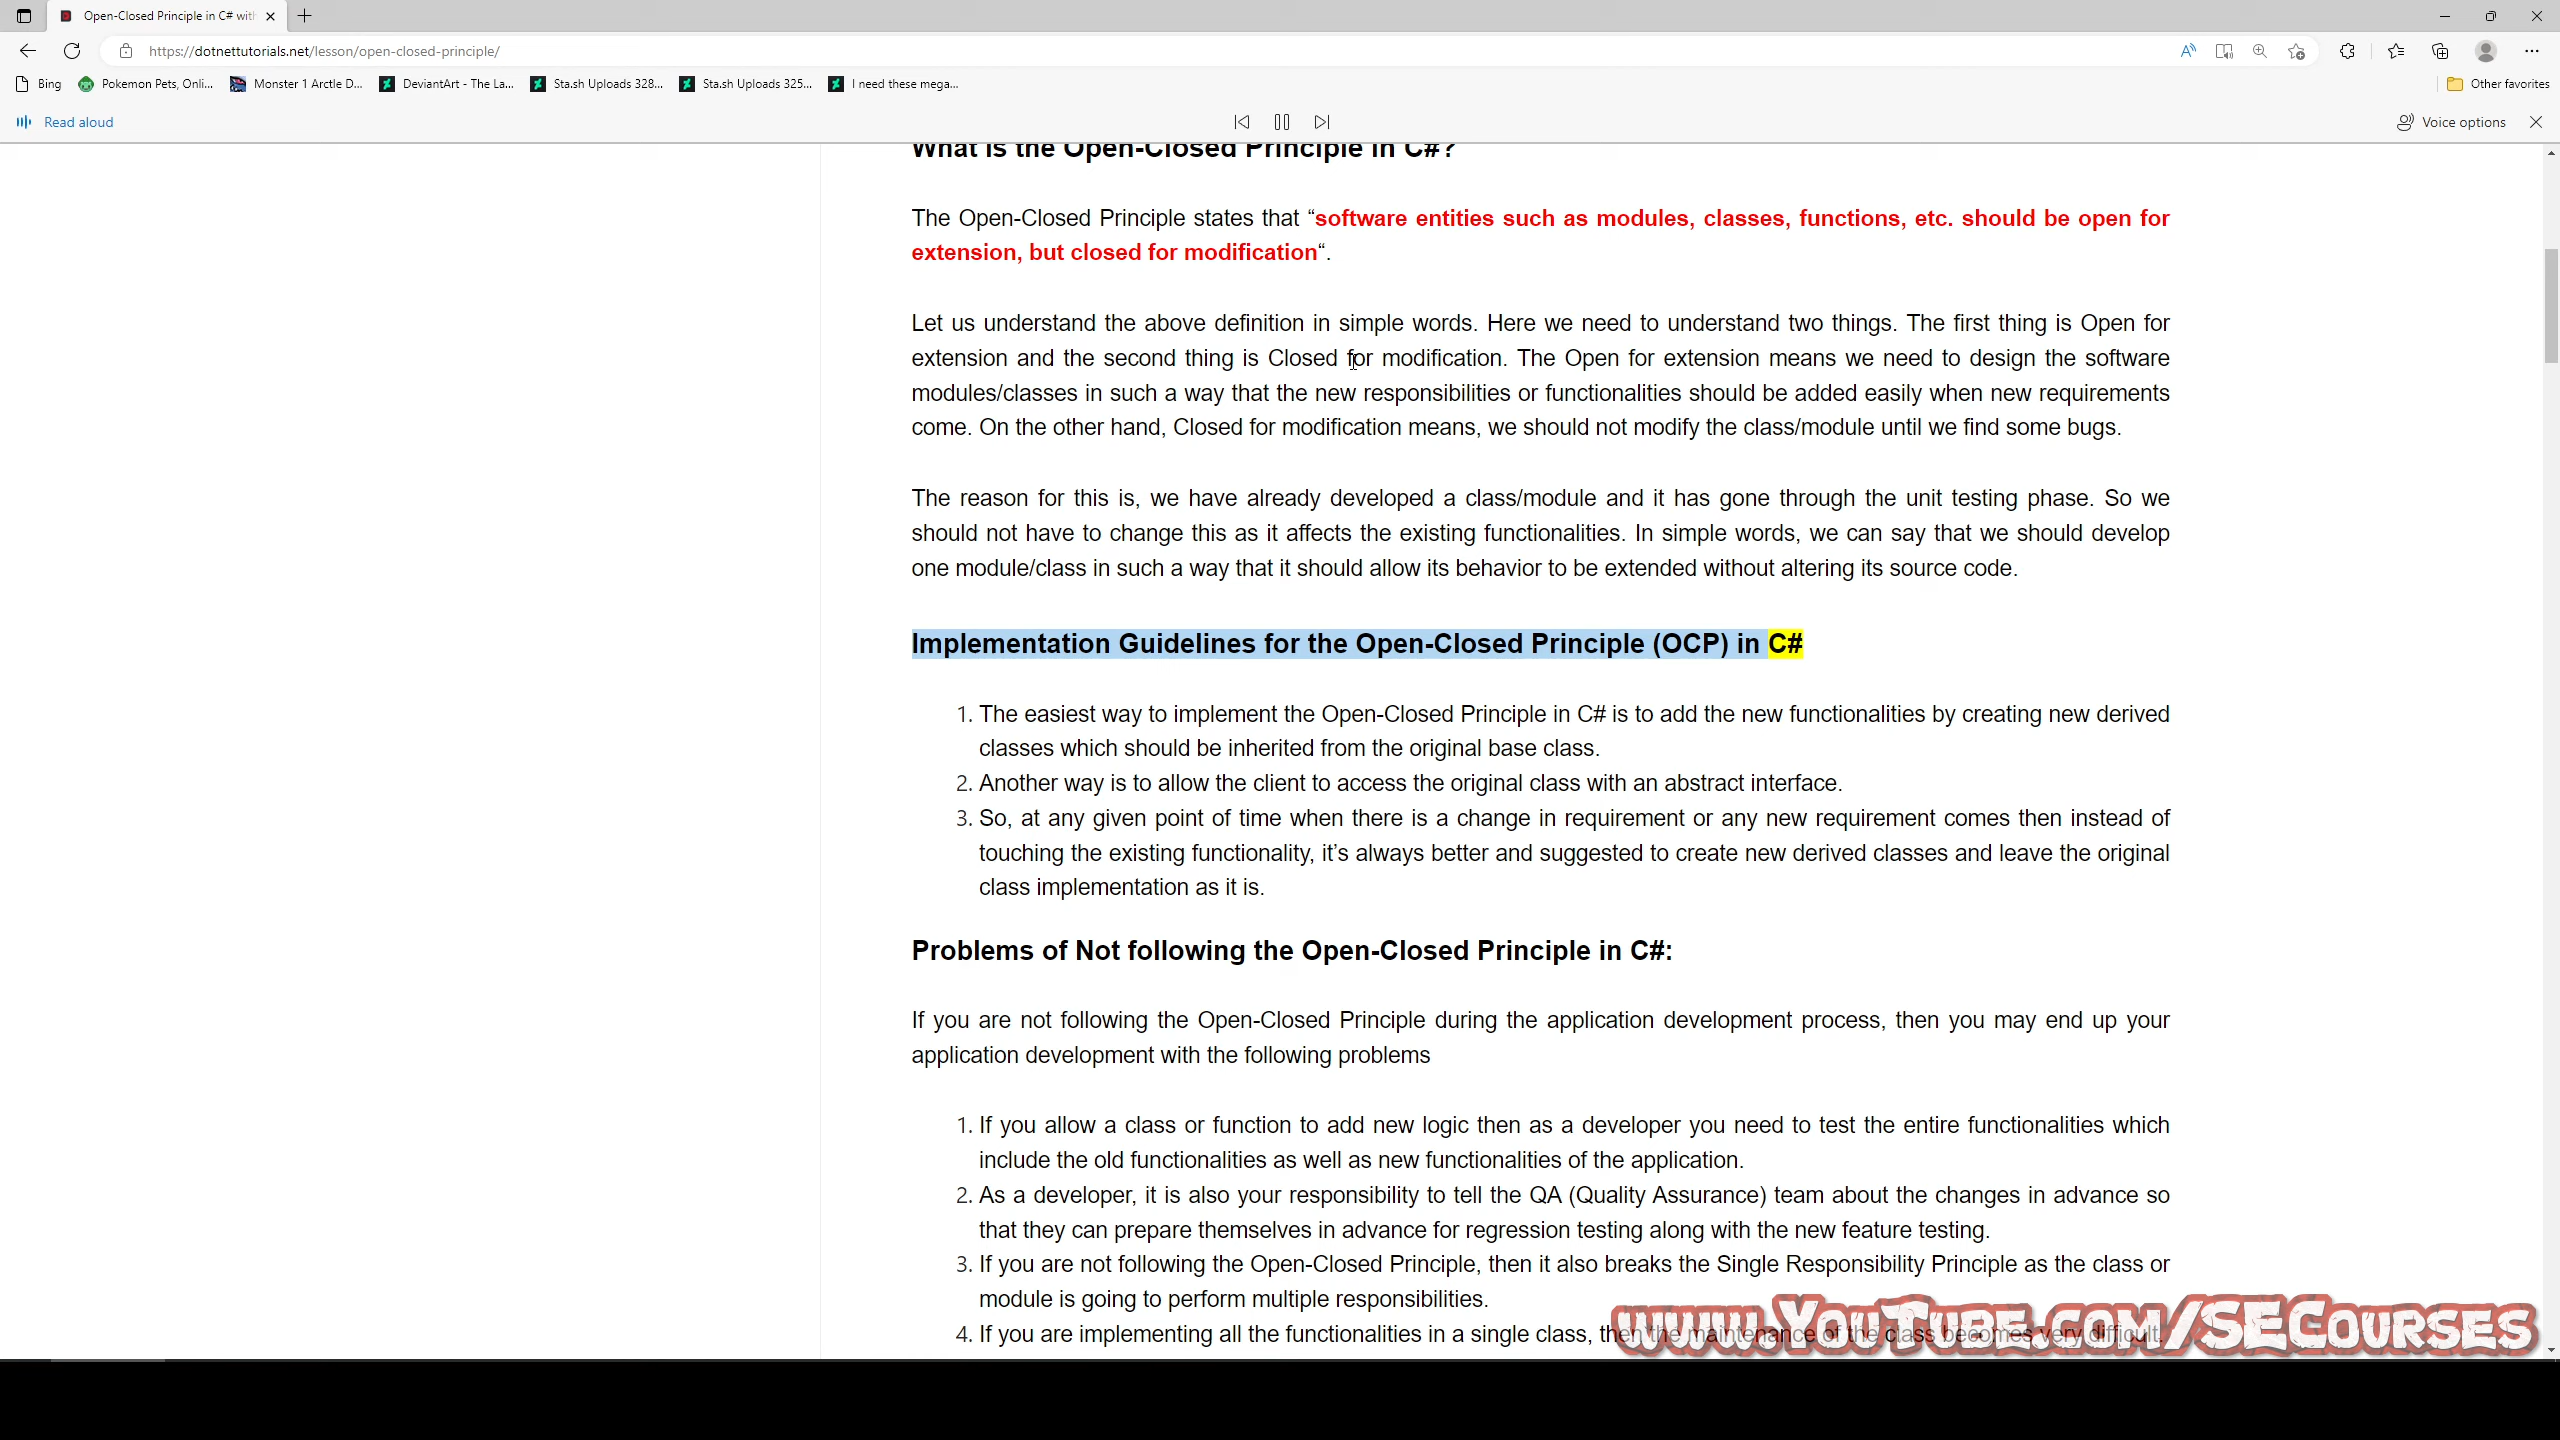 Open-Closed Principle in C# with
https://dotnettutorials.net/lesson/open-closed-principle/
Bing
Pokemon Pets, Onli...
Monster 1 Arctle D...
DeviantArt - The La...
Sta.sh Uploads 328...
Sta.sh Uploads 325...
I need these mega...
Other favorites
Read aloud
Voice options
What is the Open-Closed Principle in C#?
The Open-Closed Principle states that “software entities such as modules, classes, functions, etc. should be open for
extension, but closed for modification“.
Let us understand the above definition in simple words. Here we need to understand two things. The first thing is Open for
extension and the second thing is Closed for modification. The Open for extension means we need to design the software
modules/classes in such a way that the new responsibilities or functionalities should be added easily when new requirements
come. On the other hand, Closed for modification means, we should not modify the class/module until we find some bugs.
The reason for this is, we have already developed a class/module and it has gone through the unit testing phase. So we
should not have to change this as it affects the existing functionalities. In simple words, we can say that we should develop
one module/class in such a way that it should allow its behavior to be extended without altering its source code.
Implementation Guidelines for the Open-Closed Principle (OCP) in C#
1. The easiest way to implement the Open-Closed Principle in C# is to add the new functionalities by creating new derived
classes which should be inherited from the original base class.
2. Another way is to allow the client to access the original class with an abstract interface.
3. So, at any given point of time when there is a change in requirement or any new requirement comes then instead of
touching the existing functionality, it’s always better and suggested to create new derived classes and leave the original
class implementation as it is.
Problems of Not following the Open-Closed Principle in C#:
If you are not following the Open-Closed Principle during the application development process, then you may end up your
application development with the following problems
1. If you allow a class or function to add new logic then as a developer you need to test the entire functionalities which
include the old functionalities as well as new functionalities of the application.
2. As a developer, it is also your responsibility to tell the QA (Quality Assurance) team about the changes in advance so
that they can prepare themselves in advance for regression testing along with the new feature testing.
3. If you are not following the Open-Closed Principle, then it also breaks the Single Responsibility Principle as the class or
module is going to perform multiple responsibilities.
4. If you are implementing all the functionalities in a single class, then the maintenance of the class becomes very difficult.
www.YouTube.com/SECourses